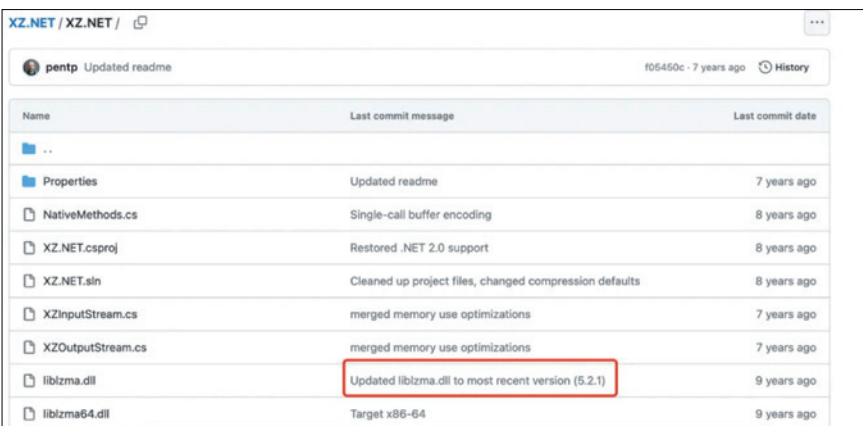 XZ.NET / XZ.NET /
pentp Updated readme f05450c · 7 years ago History
Name Last commit message Last commit date
..
Properties Updated readme 7 years ago
NativeMethods.cs Single-call buffer encoding 8 years ago
XZ.NET.csproj Restored .NET 2.0 support 8 years ago
XZ.NET.sln Cleaned up project files, changed compression defaults 8 years ago
XZInputStream.cs merged memory use optimizations 7 years ago
XZOutputStream.cs merged memory use optimizations 7 years ago
liblzma.dll Updated liblzma.dll to most recent version (5.2.1) 9 years ago
liblzma64.dll Target x86-64 9 years ago